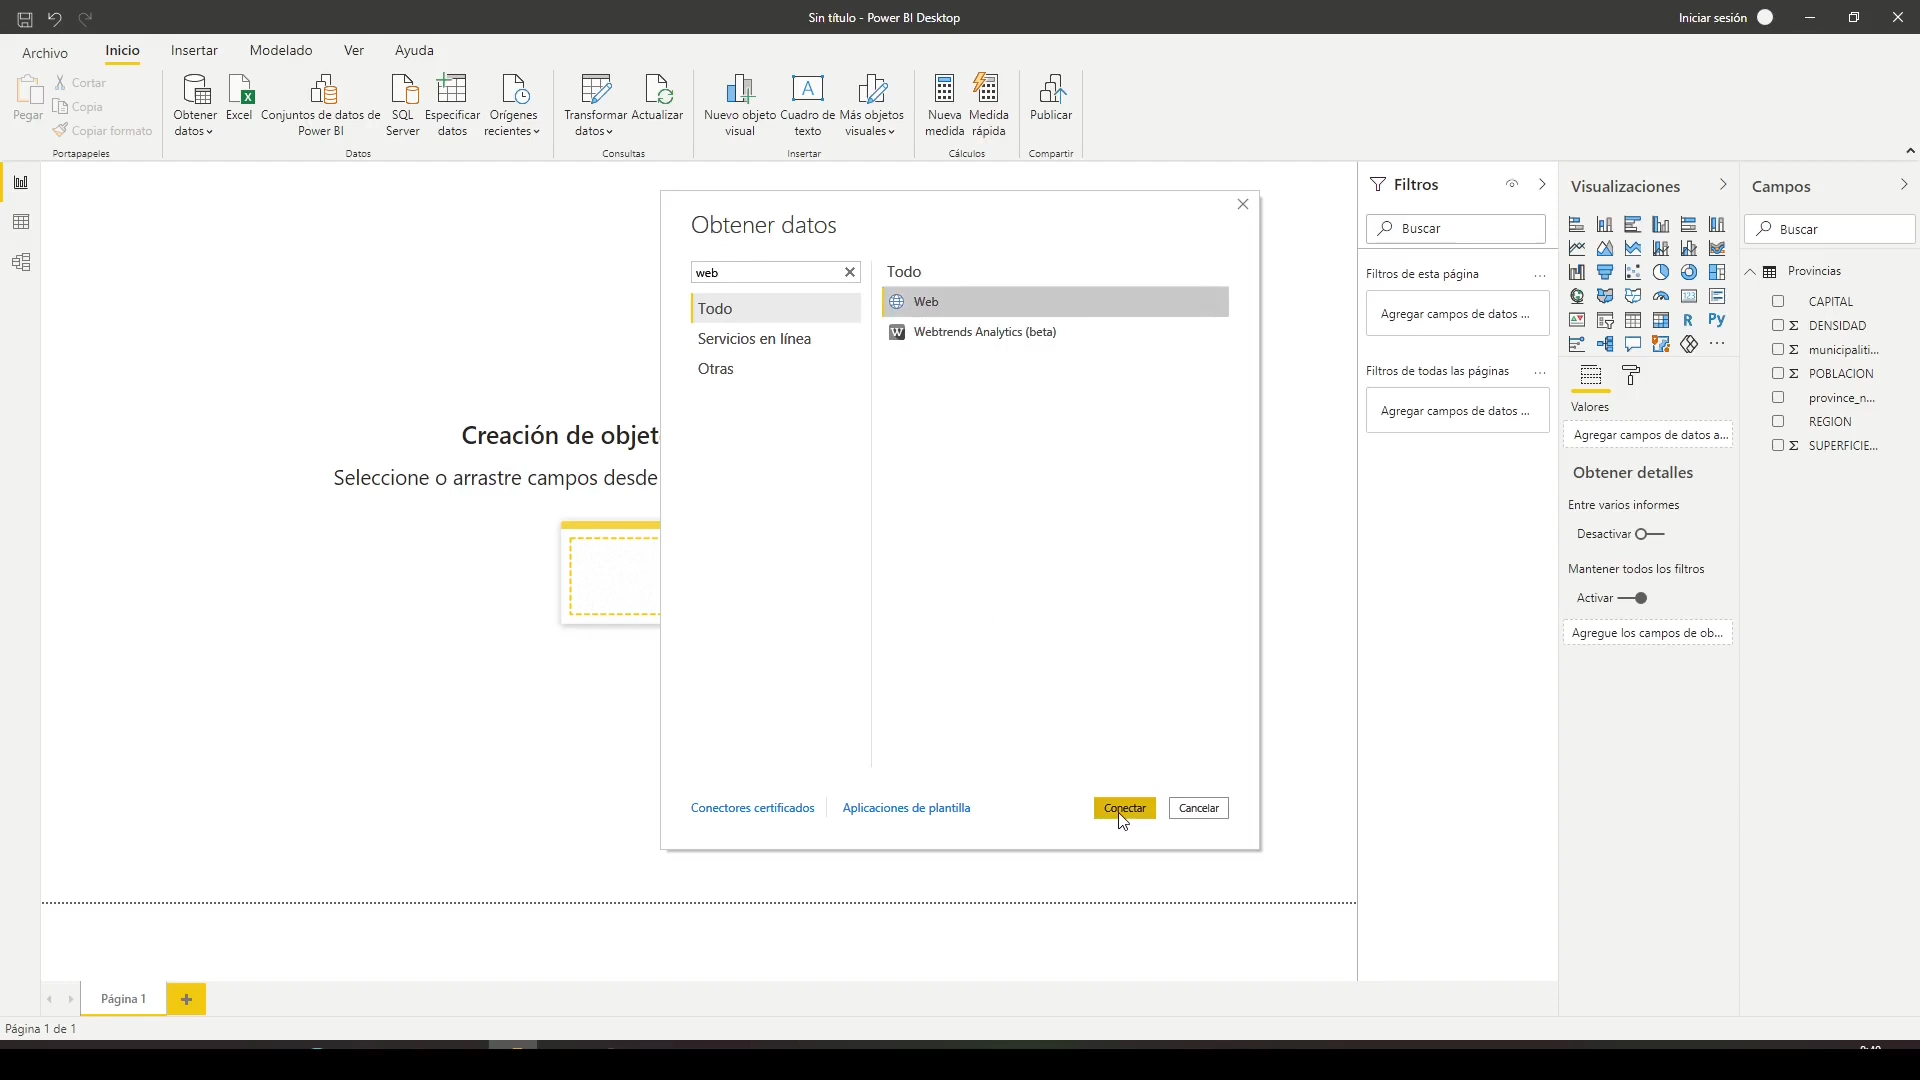 Sin título - Power BI Desktop
Iniciar sesión
Archivo
Inicio
Insertar
Modelado
Ver
Ayuda
Pegar
Cortar
Copia
Copiar formato
Portapapeles
Obtener datos
Excel
Conjuntos de datos de Power BI
SQL Server
Especificar datos
Orígenes recientes
Datos
Transformar datos
Actualizar
Consultas
Nuevo objeto visual
Cuadro de texto
Más objetos visuales
Insertar
Nueva medida
Medida rápida
Cálculos
Publicar
Compartir
Creación de objet
Seleccione o arrastre campos desde
Obtener datos
web
Todo
Servicios en línea
Otras
Todo
Web
Webtrends Analytics (beta)
Conectores certificados
Aplicaciones de plantilla
Conectar
Cancelar
Filtros
Buscar
Filtros de esta página ...
Agregar campos de datos ...
Filtros de todas las páginas ...
Agregar campos de datos ...
Visualizaciones
R
Py
...
Valores
Agregar campos de datos a...
Obtener detalles
Entre varios informes
Desactivar
Mantener todos los filtros
Activar
Agregue los campos de ob...
Campos
Buscar
Provincias
CAPITAL
Σ DENSIDAD
Σ municipaliti...
Σ POBLACION
province_n...
REGION
Σ SUPERFICIE...
Página 1
Página 1 de 1